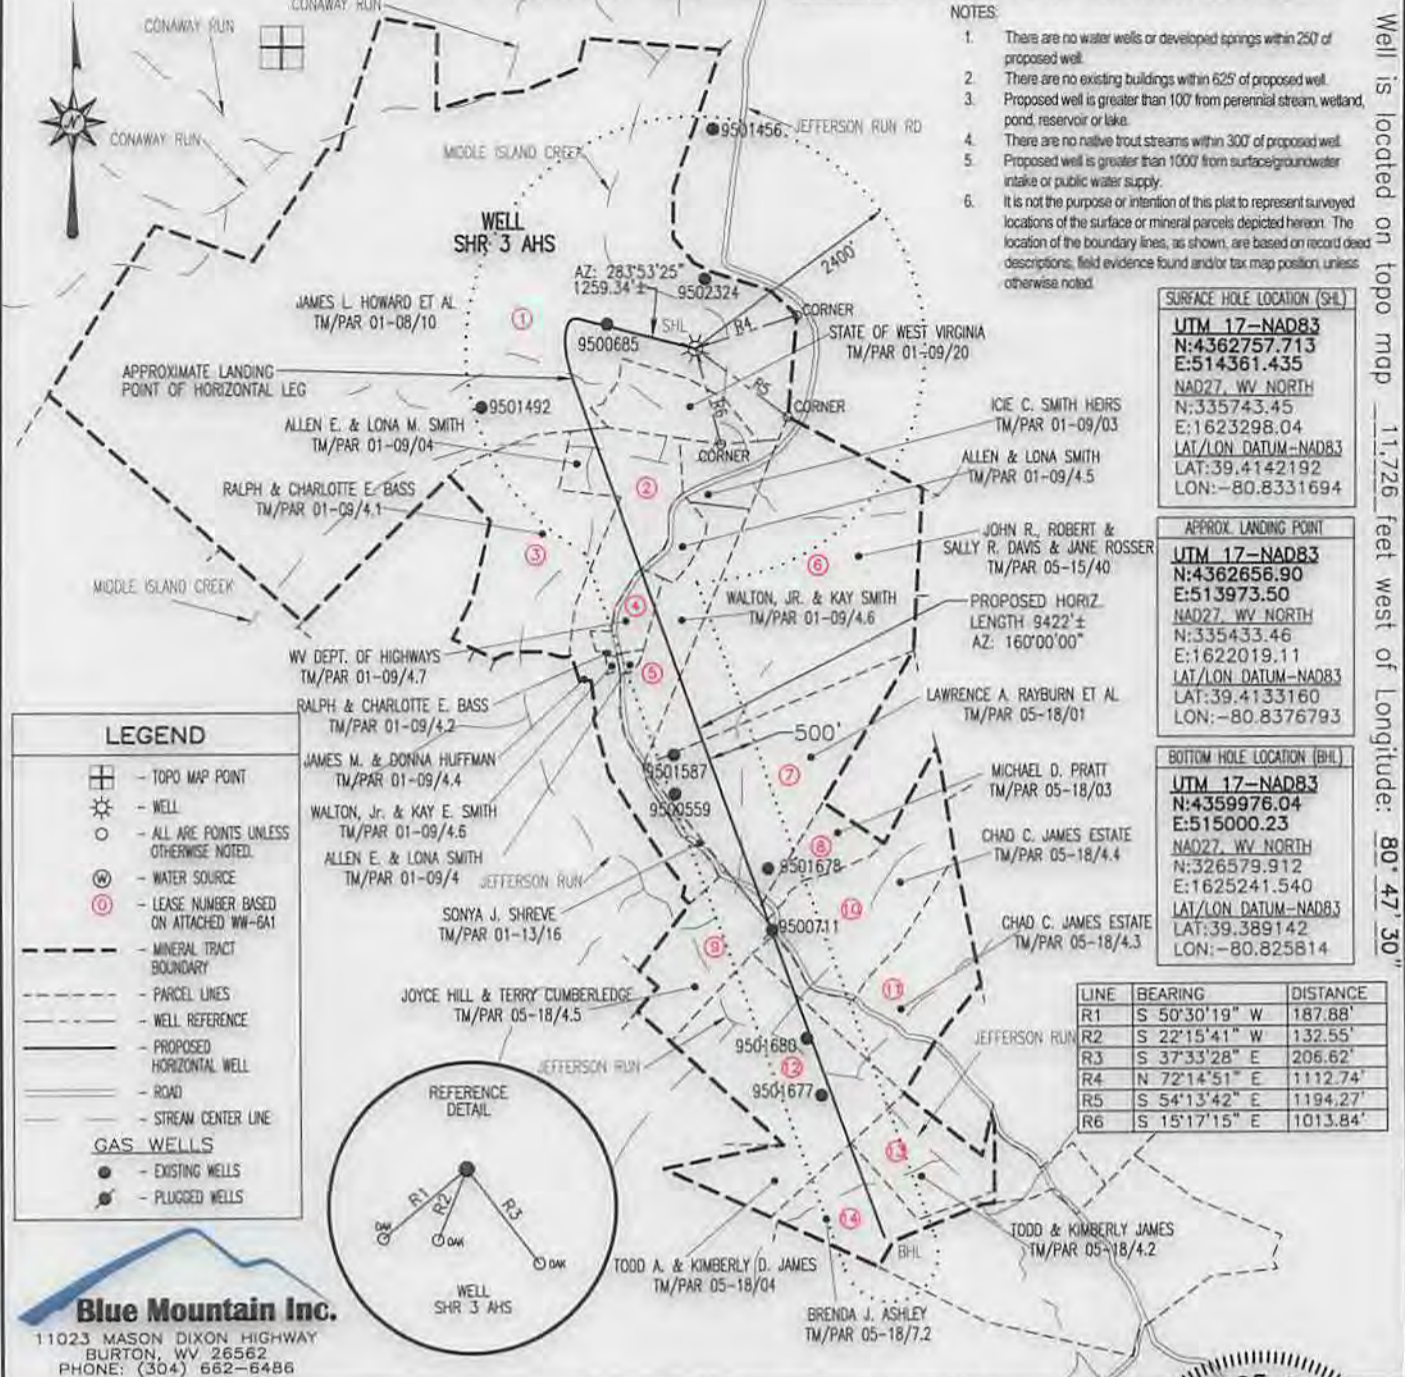 CONAWAY RUN
CONAWAY RUN
CONAWAY RUN
N
MIDDLE ISLAND CREEK
9501456
JEFFERSON RUN RD
WELL
SHR 3 AHS
NOTES:
1. There are no water wells or developed springs within 250' of
proposed well.
2. There are no existing buildings within 625' of proposed well.
3. Proposed well is greater than 100' from perennial stream, wetland,
pond, reservoir or lake.
4. There are no native trout streams within 300' of proposed well.
5. Proposed well is greater than 1000' from surface/groundwater
intake or public water supply.
6. It is not the purpose or intention of this plat to represent surveyed
locations of the surface or mineral parcels depicted hereon. The
location of the boundary lines, as shown, are based on record deed
descriptions, field evidence found and/or tax map position, unless
otherwise noted.
Well is located on topo map 11,726 feet west of Longitude: 80° 47' 30"
AZ: 283°53'25"
1259.34'±
9502324
2400'
JAMES L. HOWARD ET AL
TM/PAR 01-08/10
1
9500685
SHL
R4
CORNER
STATE OF WEST VIRGINIA
TM/PAR 01-09/20
APPROXIMATE LANDING
POINT OF HORIZONTAL LEG
R5
R6
9501492
CORNER
CORNER
ICIE C. SMITH HEIRS
TM/PAR 01-09/03
ALLEN E. & LONA M. SMITH
TM/PAR 01-09/04
ALLEN & LONA SMITH
TM/PAR 01-09/4.5
RALPH & CHARLOTTE E. BASS
TM/PAR 01-09/4.1
2
3
JOHN R., ROBERT &
SALLY R. DAVIS & JANE ROSSER
TM/PAR 05-15/40
6
MIDDLE ISLAND CREEK
4
WALTON, JR. & KAY SMITH
TM/PAR 01-09/4.6
PROPOSED HORIZ.
LENGTH 9422'±
AZ: 160°00'00"
WV DEPT. OF HIGHWAYS
TM/PAR 01-09/4.7
5
RALPH & CHARLOTTE E. BASS
TM/PAR 01-09/4.2
LAWRENCE A. RAYBURN ET AL
TM/PAR 05-18/01
500'
JAMES M. & DONNA HUFFMAN
TM/PAR 01-09/4.4
9501587
7
MICHAEL D. PRATT
TM/PAR 05-18/03
WALTON, Jr. & KAY E. SMITH
TM/PAR 01-09/4.6
9500559
ALLEN E. & LONA SMITH
TM/PAR 01-09/4
8
CHAD C. JAMES ESTATE
TM/PAR 05-18/4.4
9501678
JEFFERSON RUN
SONYA J. SHREVE
TM/PAR 01-13/16
10
9500711
9
CHAD C. JAMES ESTATE
TM/PAR 05-18/4.3
JOYCE HILL & TERRY CUMBERLEDGE
TM/PAR 05-18/4.5
11
9501680
JEFFERSON RUN
JEFFERSON RUN
12
9501677
13
14
BHL
TODD & KIMBERLY JAMES
TM/PAR 05-18/4.2
TODD A. & KIMBERLY D. JAMES
TM/PAR 05-18/04
BRENDA J. ASHLEY
TM/PAR 05-18/7.2
SURFACE HOLE LOCATION (SHL)
UTM 17-NAD83
N:4362757.713
E:514361.435
NAD27, WV NORTH
N:335743.45
E:1623298.04
LAT/LON DATUM-NAD83
LAT:39.4142192
LON:-80.8331694
APPROX. LANDING POINT
UTM 17-NAD83
N:4362656.90
E:513973.50
NAD27, WV NORTH
N:335433.46
E:1622019.11
LAT/LON DATUM-NAD83
LAT:39.4133160
LON:-80.8376793
BOTTOM HOLE LOCATION (BHL)
UTM 17-NAD83
N:4359976.04
E:515000.23
NAD27, WV NORTH
N:326579.912
E:1625241.540
LAT/LON DATUM-NAD83
LAT:39.389142
LON:-80.825814
LINE BEARING DISTANCE
R1 S 50°30'19" W 187.88'
R2 S 22°15'41" W 132.55'
R3 S 37°33'28" E 206.62'
R4 N 72°14'51" E 1112.74'
R5 S 54°13'42" E 1194.27'
R6 S 15°17'15" E 1013.84'
LEGEND
- TOPO MAP POINT
- WELL
- ALL ARE POINTS UNLESS
OTHERWISE NOTED.
W - WATER SOURCE
0 - LEASE NUMBER BASED
ON ATTACHED WW-6A1
- MINERAL TRACT
BOUNDARY
- PARCEL LINES
- WELL REFERENCE
- PROPOSED
HORIZONTAL WELL
- ROAD
- STREAM CENTER LINE
GAS WELLS
- EXISTING WELLS
- PLUGGED WELLS
REFERENCE
DETAIL
R1
R2
R3
OAK
OAK
OAK
WELL
SHR 3 AHS
Blue Mountain Inc.
11023 MASON DIXON HIGHWAY
BURTON, WV 26562
PHONE: (304) 662-6486